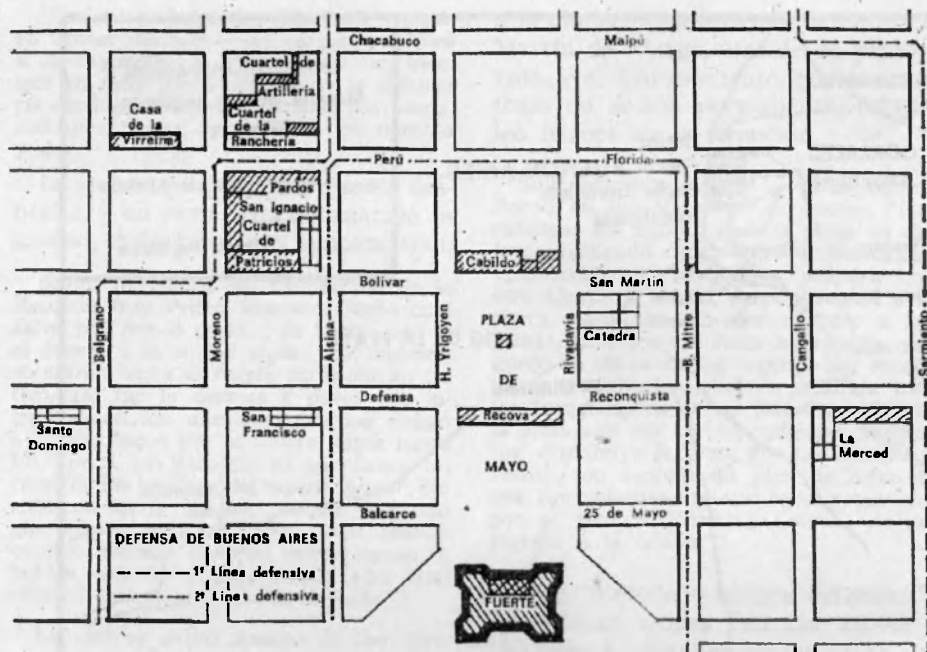 Chacabuco
Maipú
Cuartel de
Artillería
Casa
de la
Virreina
Cuartel
de la
Ranchería
Perú
Florida
Pardos
San Ignacio
Cuartel
de
Patricios
Cabildo
Bolívar
San Martin
Belgrano
Moreno
Alsina
H. Yrigoyen
PLAZA
DE
MAYO
Rivadavia
Catedral
B. Mitre
Cangallo
Sarmiento
Defensa
Reconquista
Santo
Domingo
San
Francisco
Recova
La
Merced
Balcarce
25 de Mayo
DEFENSA DE BUENOS AIRES
1ª Línea defensiva
2ª Línea defensiva
FUERTE